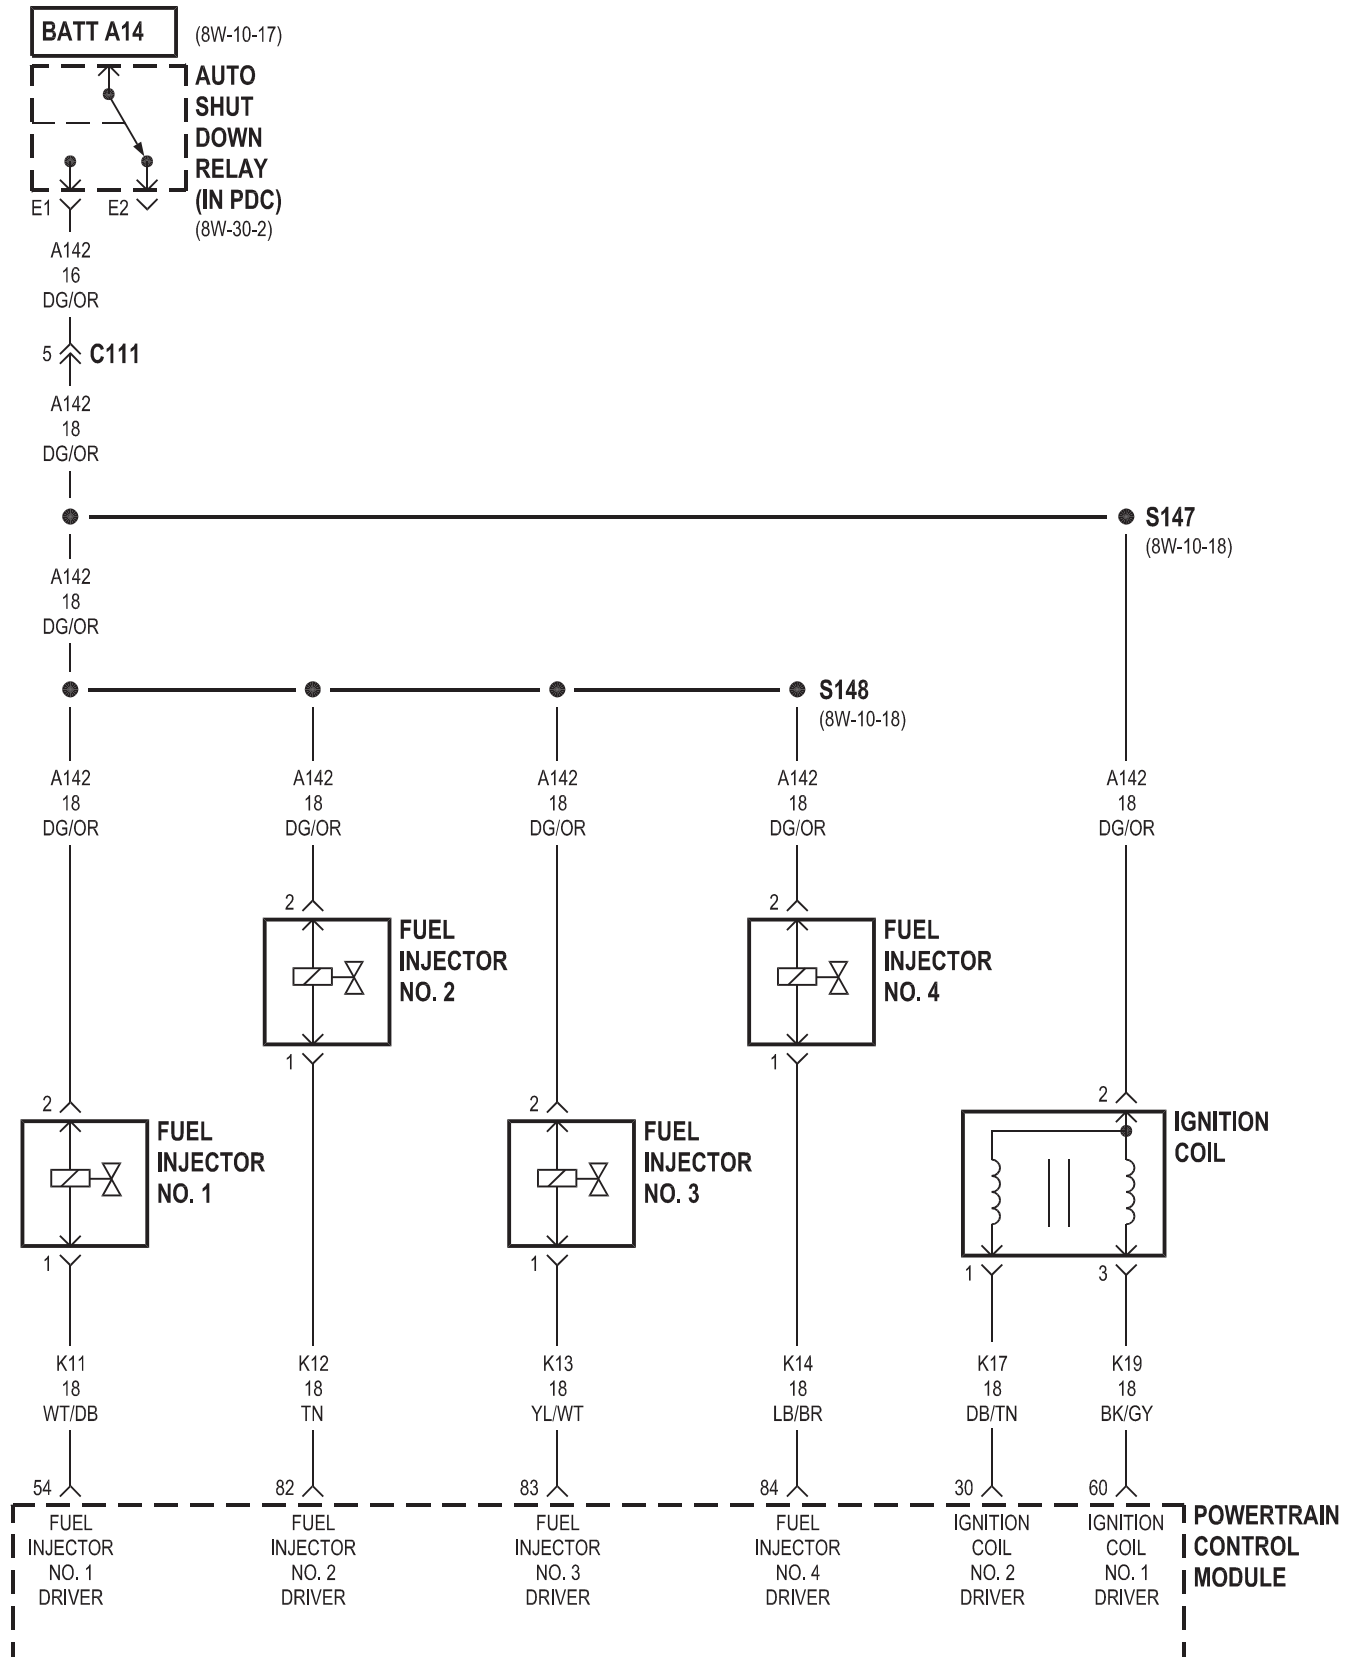 BATT A14
(8W-10-17)
AUTO
SHUT
DOWN
RELAY
(IN PDC)
(8W-30-2)
E1
E2
A142
16
DG/OR
5
C111
A142
18
DG/OR
S147
(8W-10-18)
A142
18
DG/OR
S148
(8W-10-18)
A142
18
DG/OR
A142
18
DG/OR
A142
18
DG/OR
A142
18
DG/OR
A142
18
DG/OR
2
FUEL
INJECTOR
NO. 2
1
2
FUEL
INJECTOR
NO. 4
1
2
FUEL
INJECTOR
NO. 1
1
2
FUEL
INJECTOR
NO. 3
1
2
IGNITION
COIL
1
3
K11
18
WT/DB
K12
18
TN
K13
18
YL/WT
K14
18
LB/BR
K17
18
DB/TN
K19
18
BK/GY
54
82
83
84
30
60
FUEL
INJECTOR
NO. 1
DRIVER
FUEL
INJECTOR
NO. 2
DRIVER
FUEL
INJECTOR
NO. 3
DRIVER
FUEL
INJECTOR
NO. 4
DRIVER
IGNITION
COIL
NO. 2
DRIVER
IGNITION
COIL
NO. 1
DRIVER
POWERTRAIN
CONTROL
MODULE